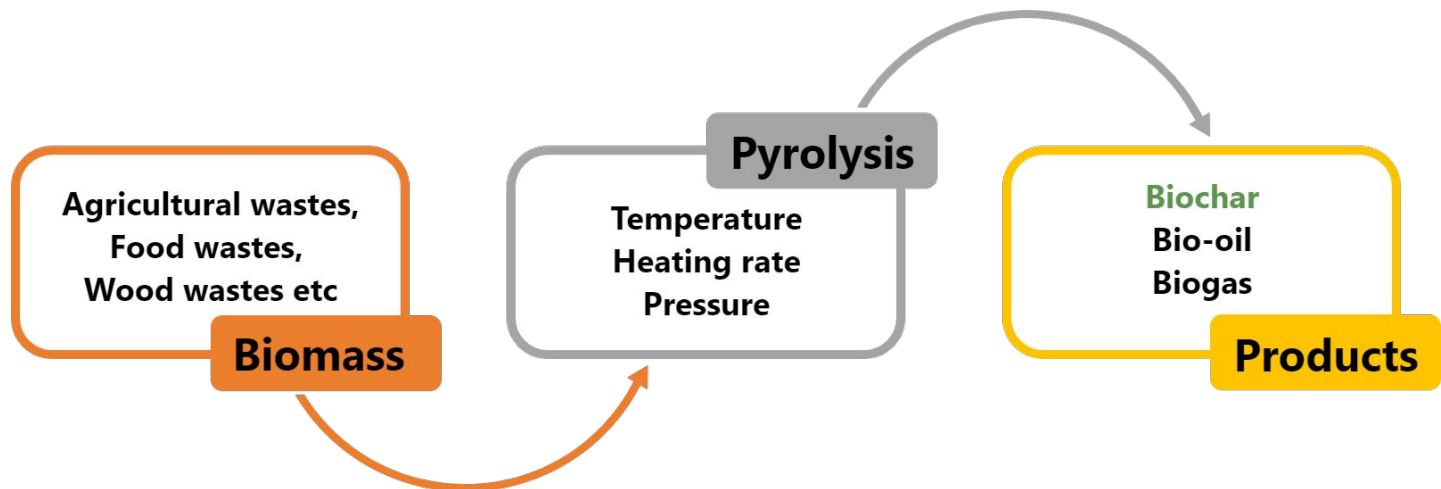 Agricultural wastes,
Food wastes,
Wood wastes etc
Biomass
Pyrolysis
Temperature
Heating rate
Pressure
Biochar
Bio-oil
Biogas
Products